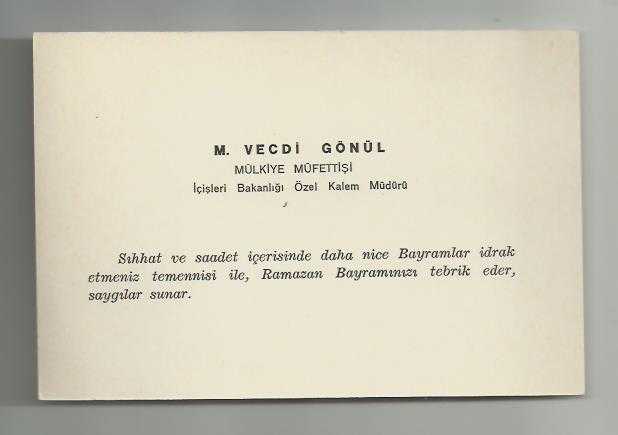 M. VECDİ GÖNÜL
MÜLKİYE MÜFETTİŞİ
İçişleri Bakanlığı Özel Kalem Müdürü
Sıhhat ve saadet içerisinde daha nice Bayramlar idrak
etmeniz temennisi ile, Ramazan Bayramınızı tebrik eder,
saygılar sunar.